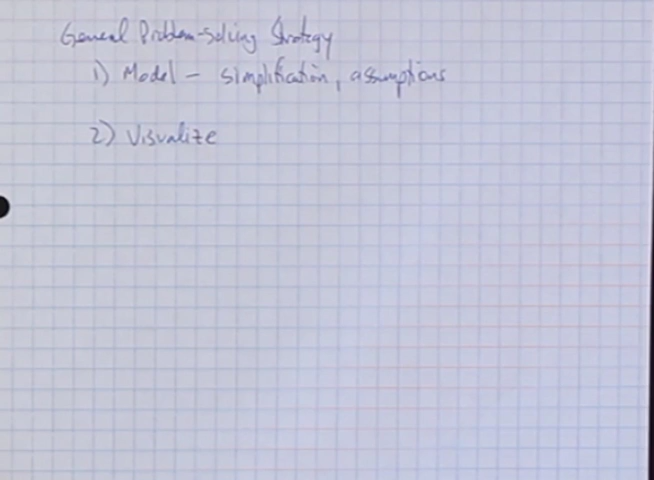 General Problem-Solving Strategy
1) Model - simplification, assumptions
2) Visualize